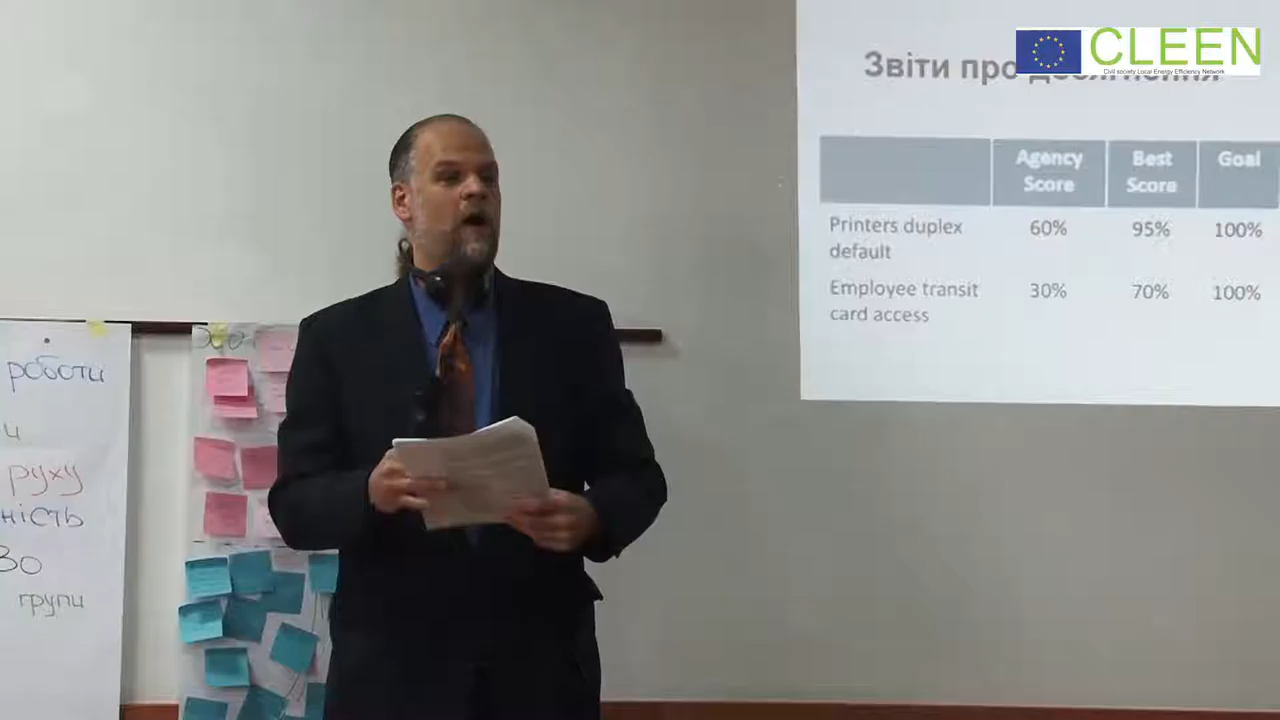 CLEEN
Civil society Local Energy Efficiency Network
Звіти про досягнення
Agency Score
Best Score
Goal
Printers duplex default
60%
95%
100%
Employee transit card access
30%
70%
100%
роботи
и
руху
ність
во
групи